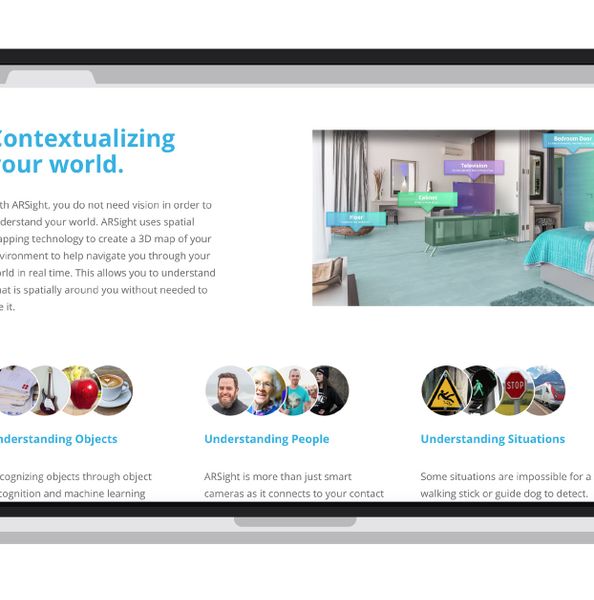 Contextualizing
your world.
th ARSight, you do not need vision in order to
derstand your world. ARSight uses spatial
apping technology to create a 3D map of your
vironment to help navigate you through your
rld in real time. This allows you to understand
at is spatially around you without needed to
e it.
Bedroom Door
Television
Cabinet
Floor
STOP
nderstanding Objects
Understanding People
Understanding Situations
cognizing objects through object
cognition and machine learning
ARSight is more than just smart
cameras as it connects to your contact
Some situations are impossible for a
walking stick or guide dog to detect.